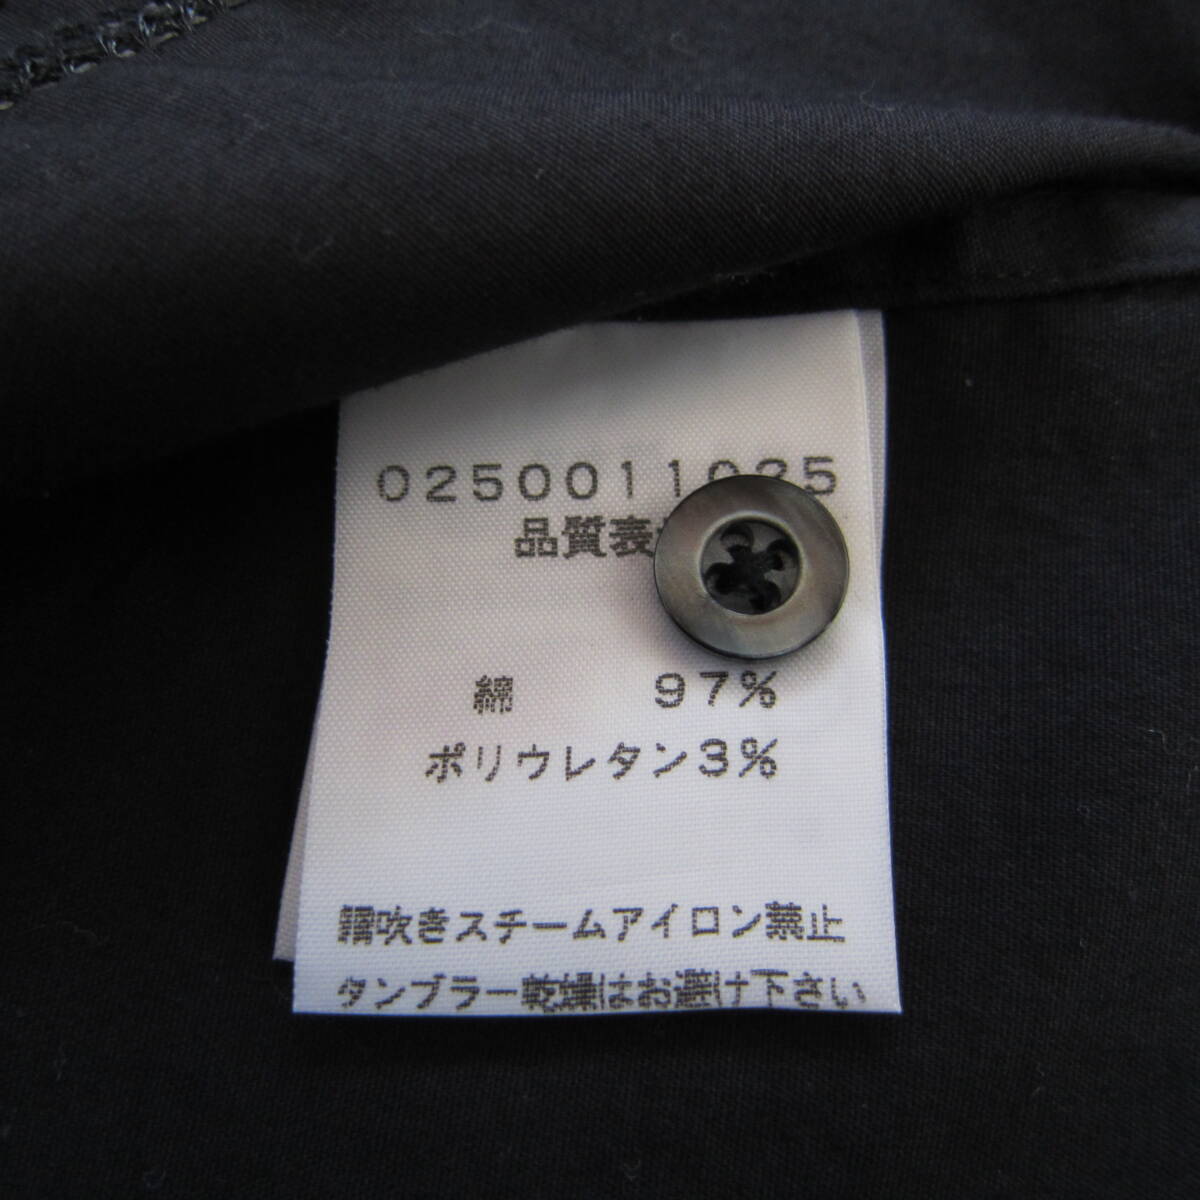 0250011025
品質表
綿 97%
ポリウレタン3%
霧吹きスチームアイロン禁止
タンブラー乾燥はお避け下さい